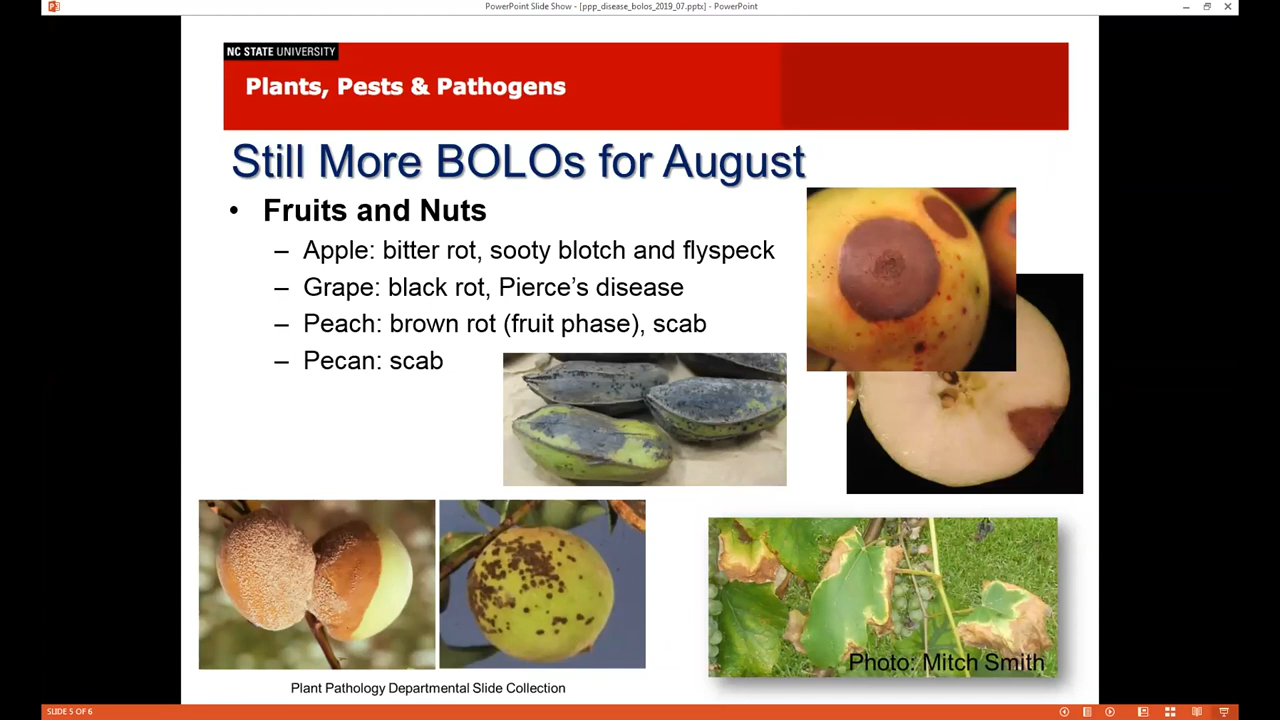 PowerPoint Slide Show - [ppp_disease_bolos_2019_07.pptx] - PowerPoint
NC STATE UNIVERSITY
Plants, Pests & Pathogens
Still More BOLOs for August
• Fruits and Nuts
– Apple: bitter rot, sooty blotch and flyspeck
– Grape: black rot, Pierce’s disease
– Peach: brown rot (fruit phase), scab
– Pecan: scab
Photo: Mitch Smith
Plant Pathology Departmental Slide Collection
SLIDE 5 OF 6